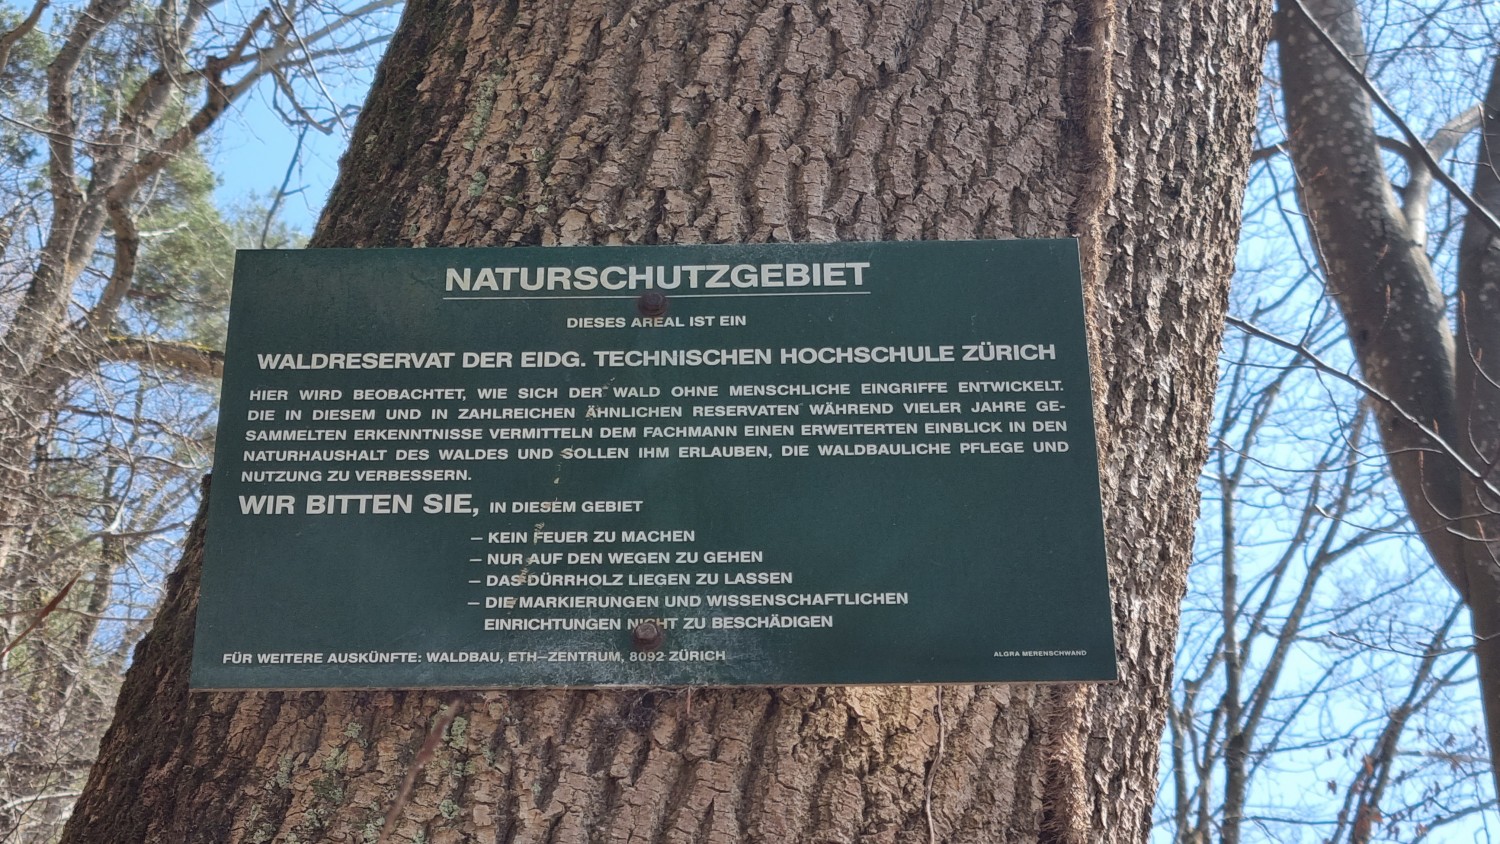 NATURSCHUTZGEBIET
DIESES AREAL IST EIN
WALDRESERVAT DER EIDG. TECHNISCHEN HOCHSCHULE ZÜRICH
HIER WIRD BEOBACHTET, WIE SICH DER WALD OHNE MENSCHLICHE EINGRIFFE ENTWICKELT.
DIE IN DIESEM UND IN ZAHLREICHEN ÄHNLICHEN RESERVATEN WÄHREND VIELER JAHRE GE-
SAMMELTEN ERKENNTNISSE VERMITTELN DEM FACHMANN EINEN ERWEITERTEN EINBLICK IN DEN
NATURHAUSHALT DES WALDES UND SOLLEN IHM ERLAUBEN, DIE WALDBAULICHE PFLEGE UND
NUTZUNG ZU VERBESSERN.
WIR BITTEN SIE, IN DIESEM GEBIET
– KEIN FEUER ZU MACHEN
– NUR AUF DEN WEGEN ZU GEHEN
– DAS DÜRRHOLZ LIEGEN ZU LASSEN
– DIE MARKIERUNGEN UND WISSENSCHAFTLICHEN
EINRICHTUNGEN NICHT ZU BESCHÄDIGEN
FÜR WEITERE AUSKÜNFTE: WALDBAU, ETH–ZENTRUM, 8092 ZÜRICH
ALGRA MERENSCHWAND